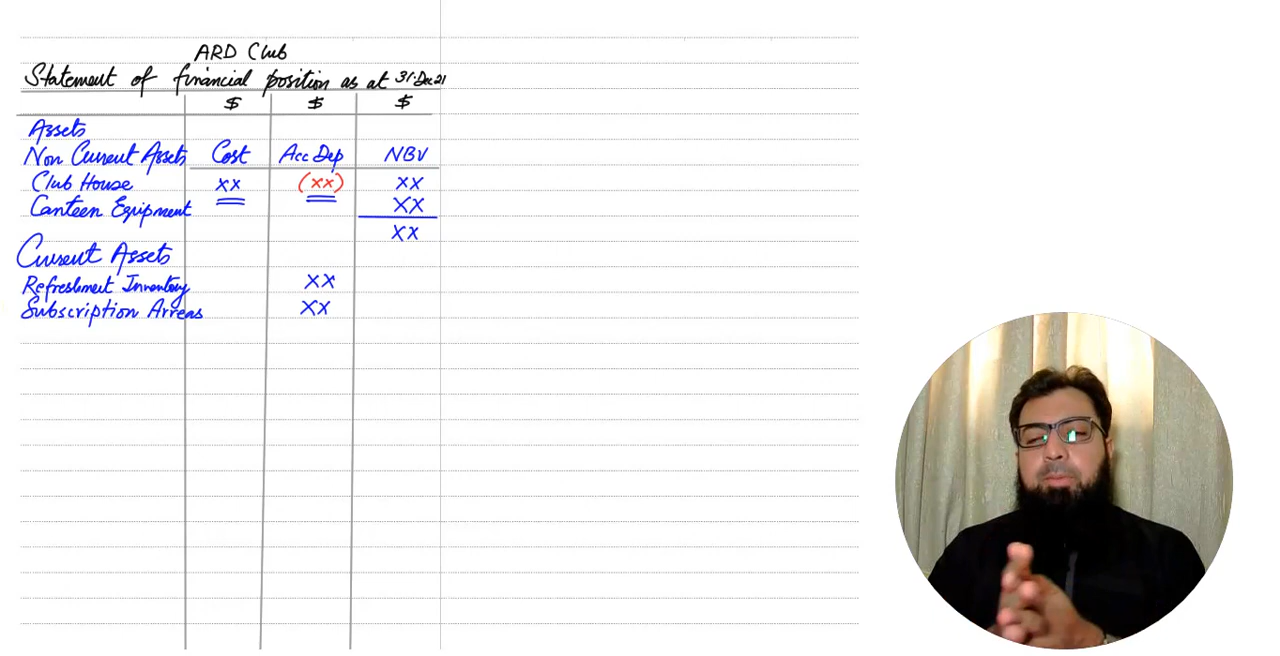 ARD Club
Statement of financial position as at 31·Dec 21
$ $ $
Assets
Non Current Assets Cost Acc Dep NBV
Club House xx (xx) xx
Canteen Equipment xx
xx
Current Assets
Refreshment Inventory xx
Subscription Arreas xx